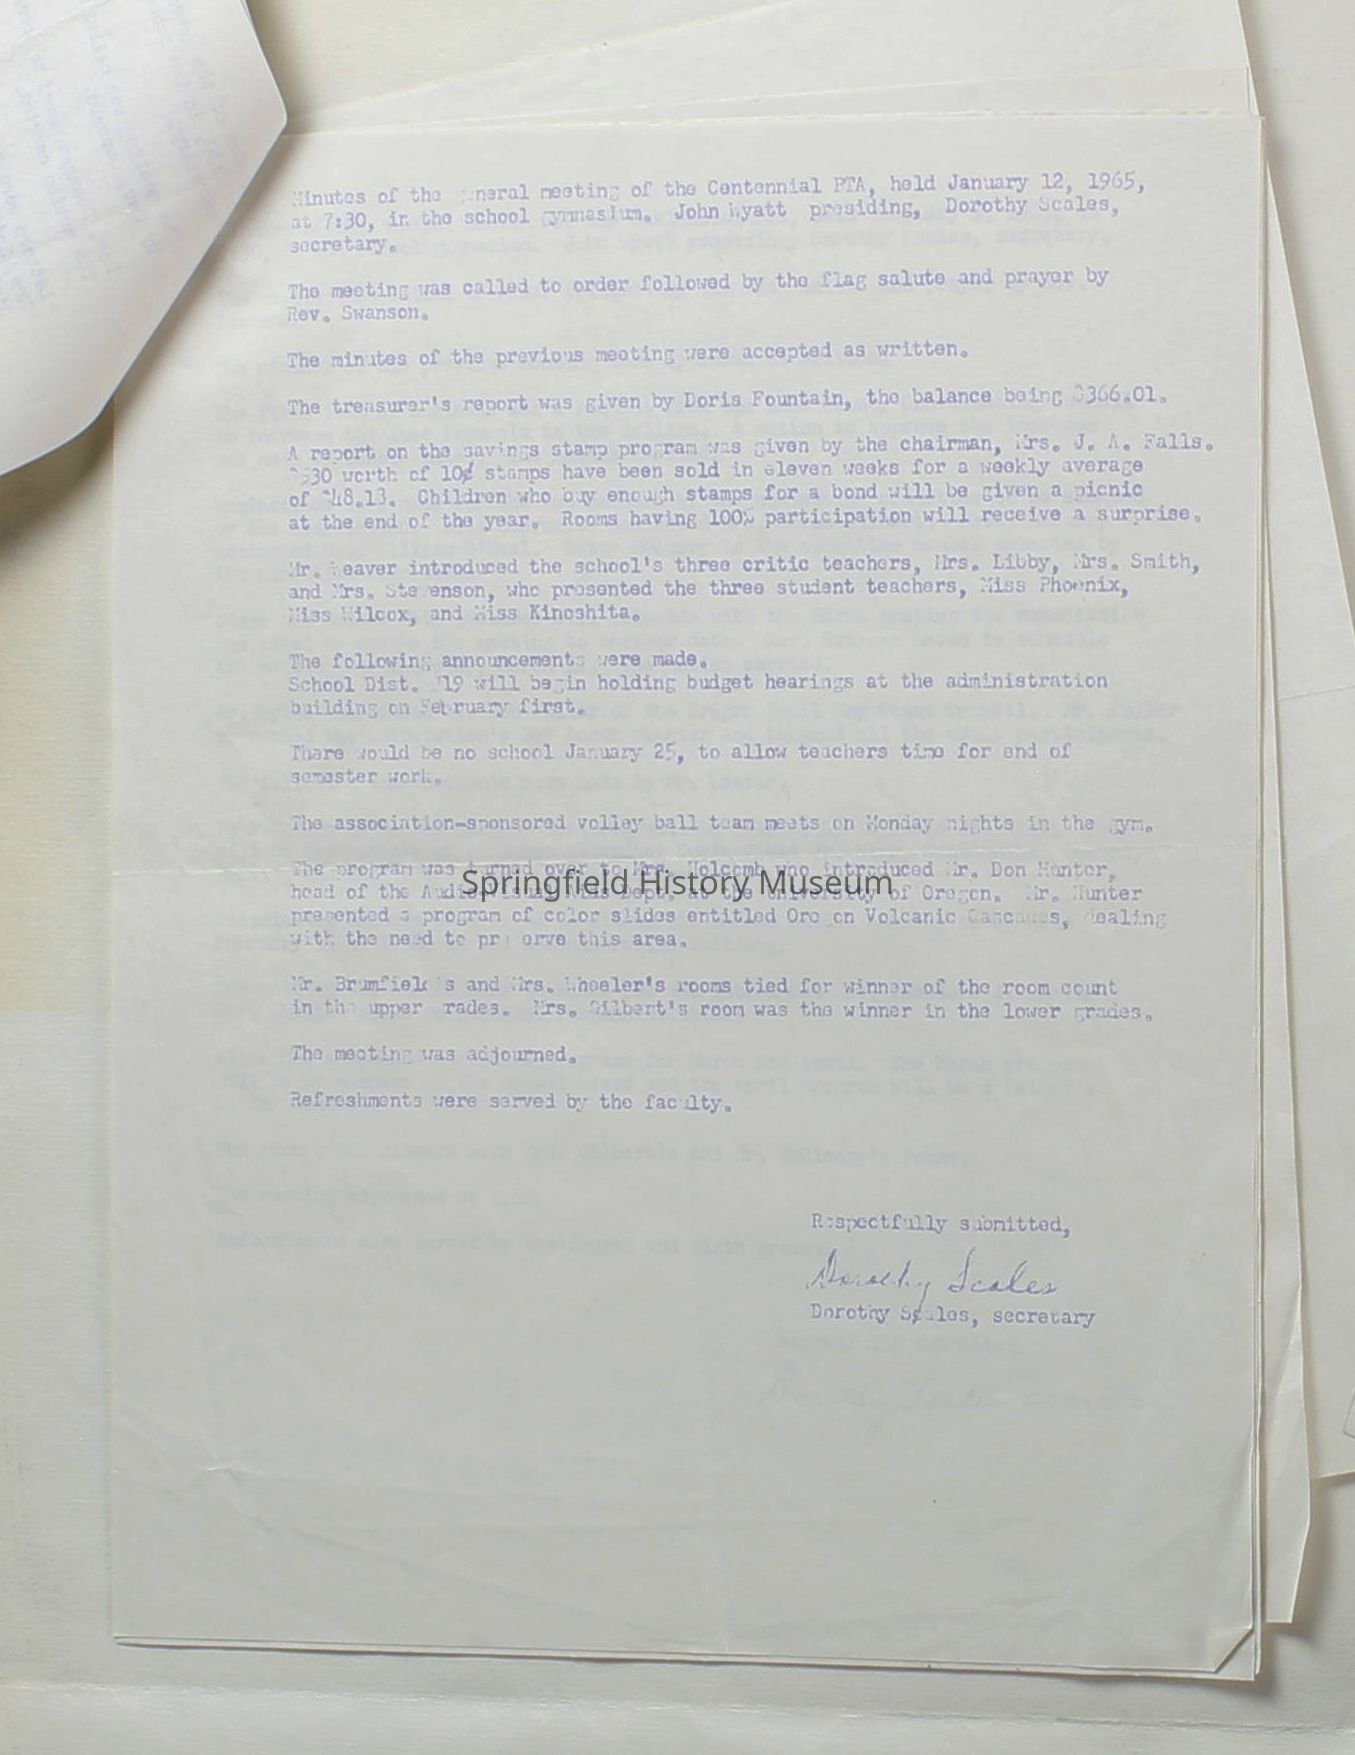 Minutes of the general meeting of the Centennial PTA, held January 12, 1965,
at 7:30, in the school gymnasium. John Wyatt presiding, Dorothy Scales,
secretary.
The meeting was called to order followed by the flag salute and prayer by
Rev. Swanson.
The minutes of the previous meeting were accepted as written.
The treasurer's report was given by Doris Fountain, the balance being $366.01.
A report on the savings stamp program was given by the chairman, Mrs. J. A. Falls.
$530 worth of 10¢ stamps have been sold in eleven weeks for a weekly average
of $48.13. Children who buy enough stamps for a bond will be given a picnic
at the end of the year. Rooms having 100% participation will receive a surprise.
Mr. Weaver introduced the school's three critic teachers, Mrs. Libby, Mrs. Smith,
and Mrs. Stevenson, who presented the three student teachers, Miss Phoenix,
Miss Wilcox, and Miss Kinoshita.
The following announcements were made.
School Dist. #19 will begin holding budget hearings at the administration
building on February first.
There would be no school January 25, to allow teachers time for end of
semester work.
The association-sponsored volley ball team meets on Monday nights in the gym.
The program was turned over to Mrs. Holcomb who introduced Mr. Don Hunter,
head of the Audio-Visual Aids Dept. at the University of Oregon. Mr. Hunter
presented a program of color slides entitled Oregon Volcanic Cascades, dealing
with the need to preserve this area.
Mr. Brumfield's and Mrs. Wheeler's rooms tied for winner of the room count
in the upper grades. Mrs. Gilbert's room was the winner in the lower grades.
The meeting was adjourned.
Refreshments were served by the faculty.
Respectfully submitted,
Dorothy Scales
Dorothy Scales, secretary
Springfield History Museum